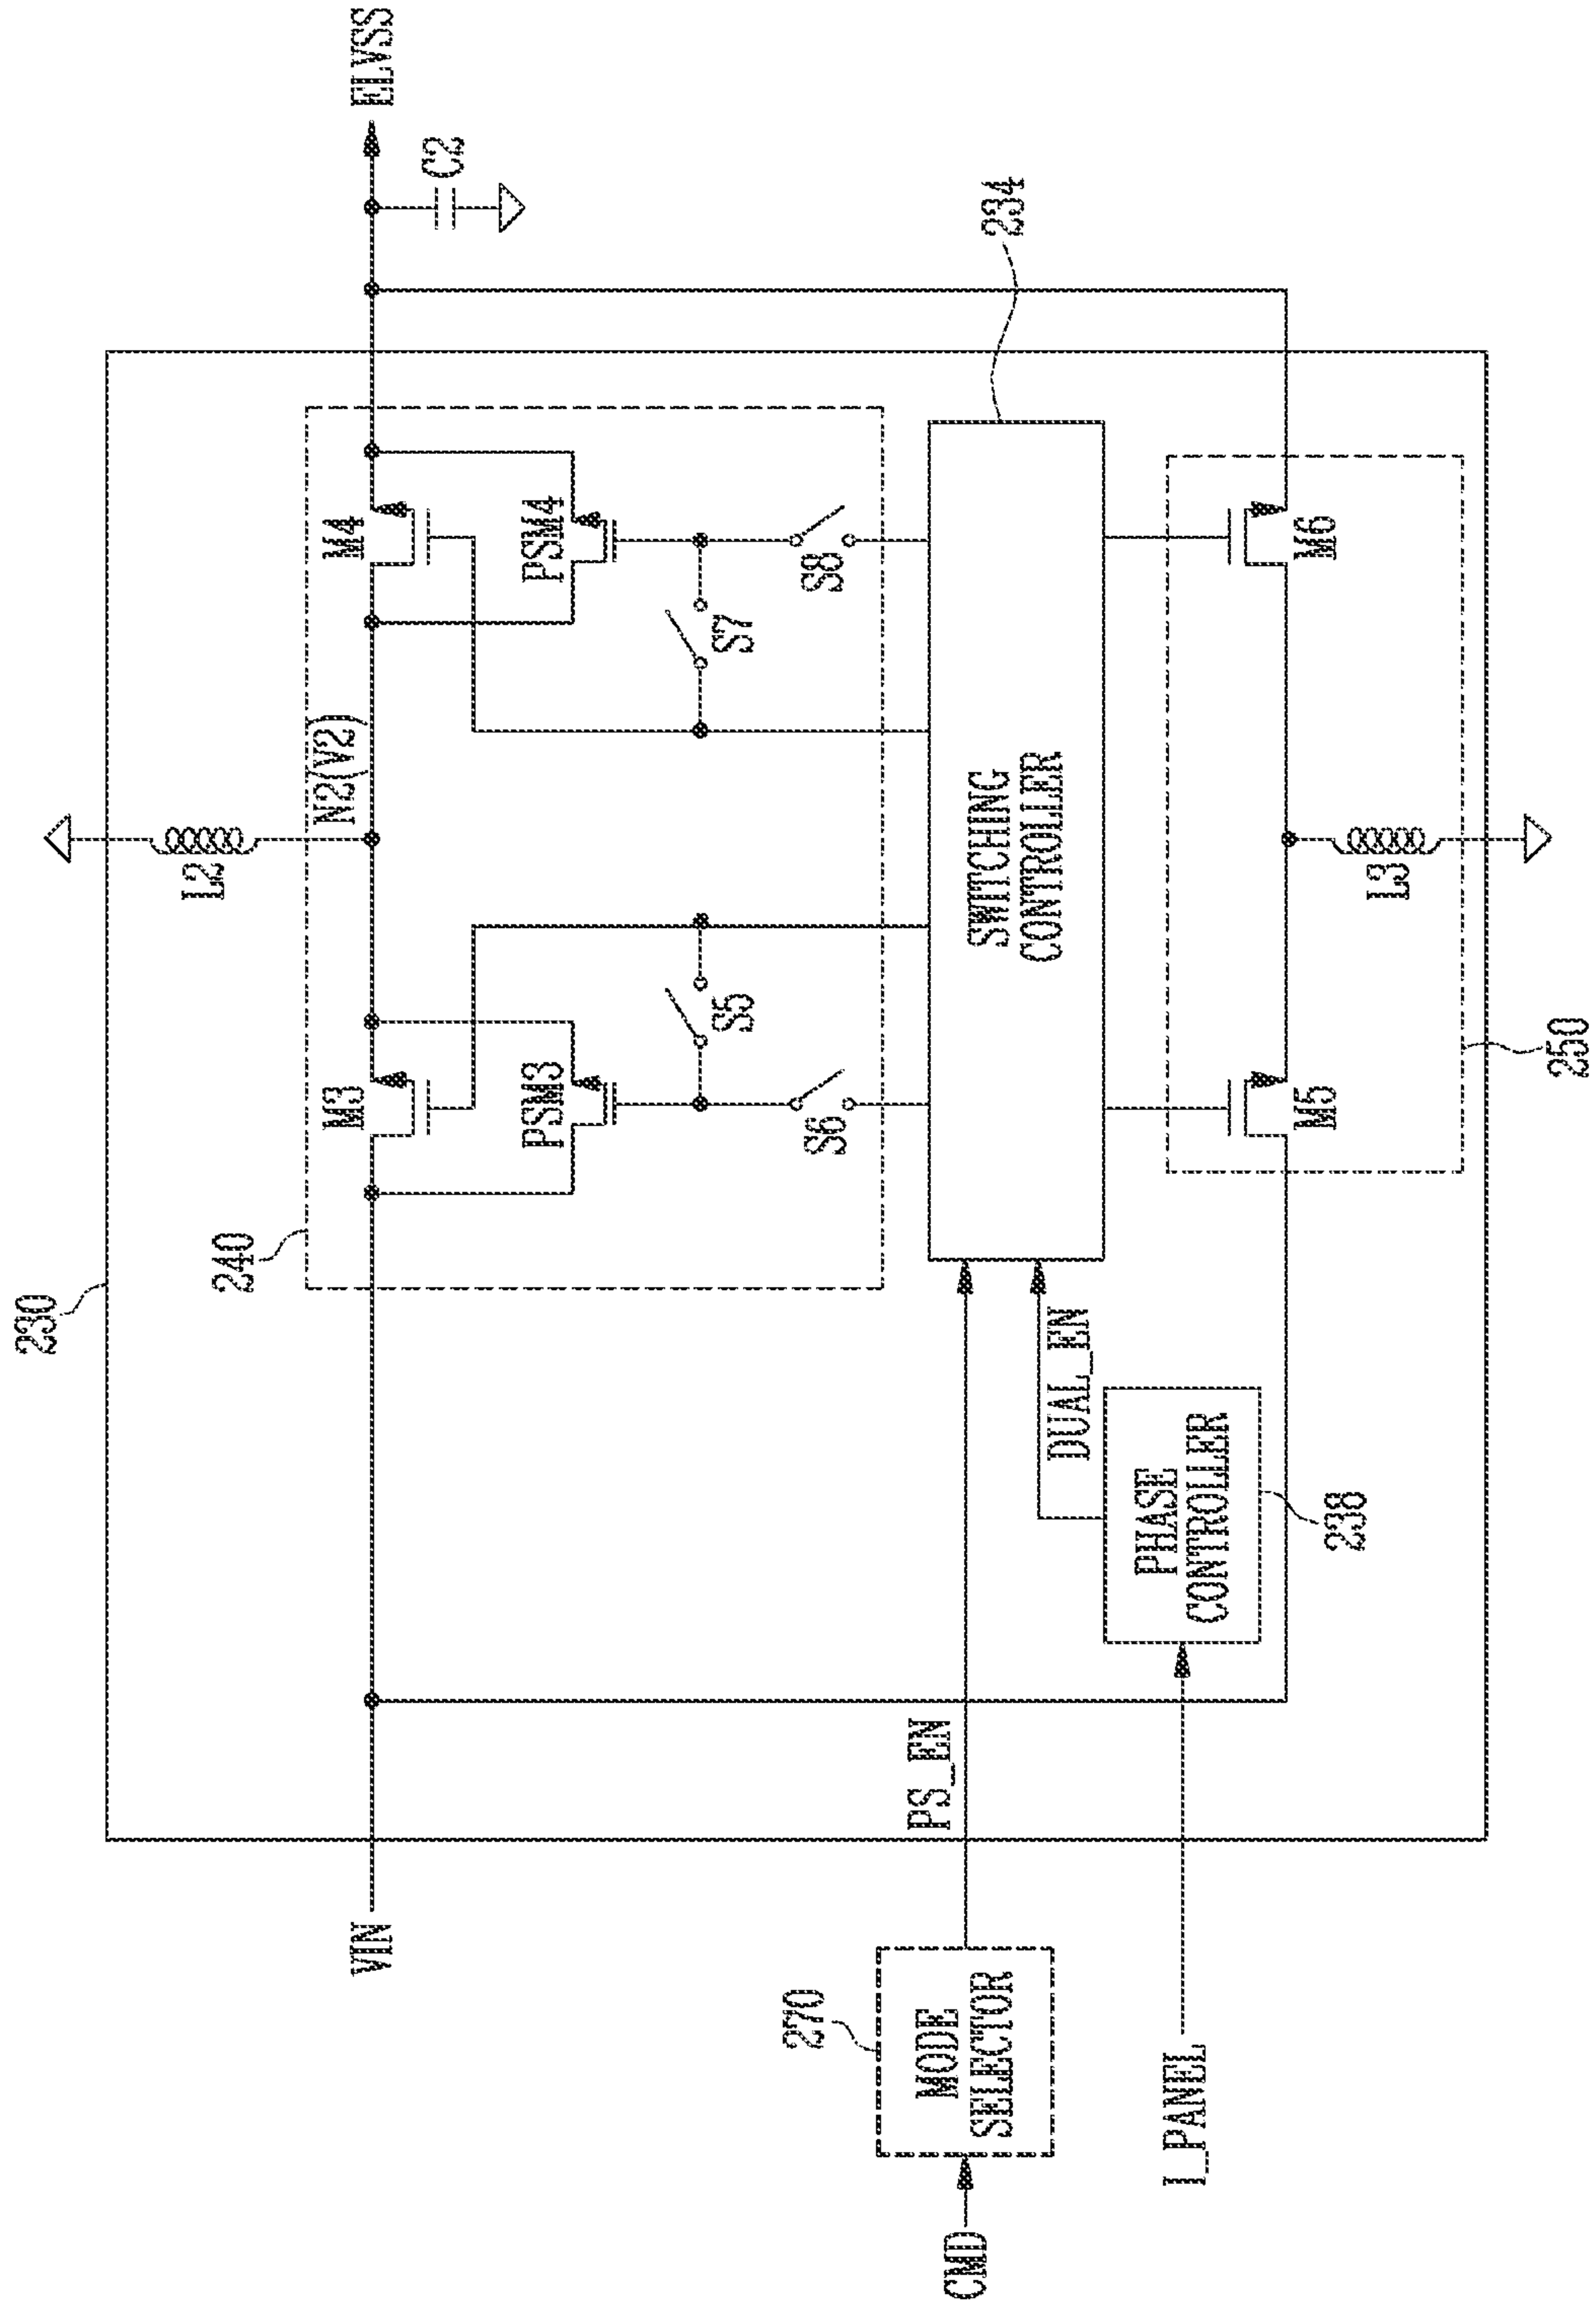 230
240
L2
N2(V2)
M3
M4
ELVSS
C2
VIN
PSM3
PSM4
S5
S7
S6
S8
270
MODE
SELECTOR
CMD
PS_EN
DUAL_EN
SWITCHING
CONTROLLER
234
I_PANEL
PHASE
CONTROLLER
238
M5
M6
L3
250